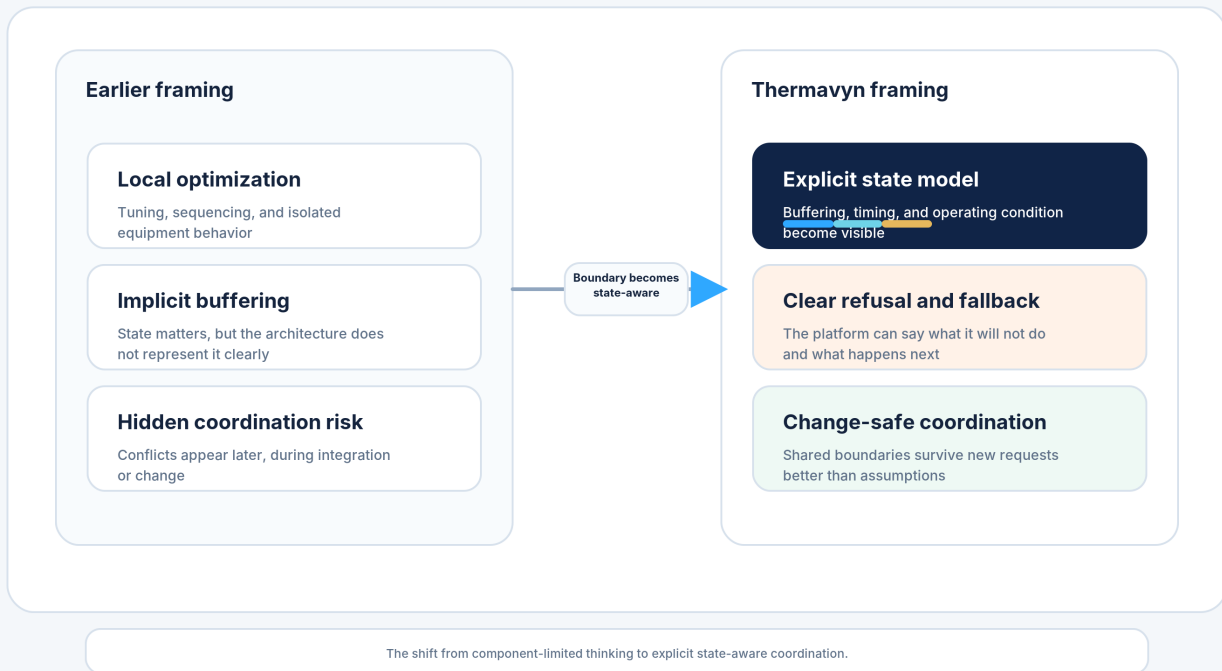 Earlier framing
Local optimization
Tuning, sequencing, and isolated
equipment behavior
Implicit buffering
State matters, but the architecture does
not represent it clearly
Hidden coordination risk
Conflicts appear later, during integration
or change
Boundary becomes
state-aware
Thermavyn framing
Explicit state model
Buffering, timing, and operating condition
become visible
Clear refusal and fallback
The platform can say what it will not do
and what happens next
Change-safe coordination
Shared boundaries survive new requests
better than assumptions
The shift from component-limited thinking to explicit state-aware coordination.